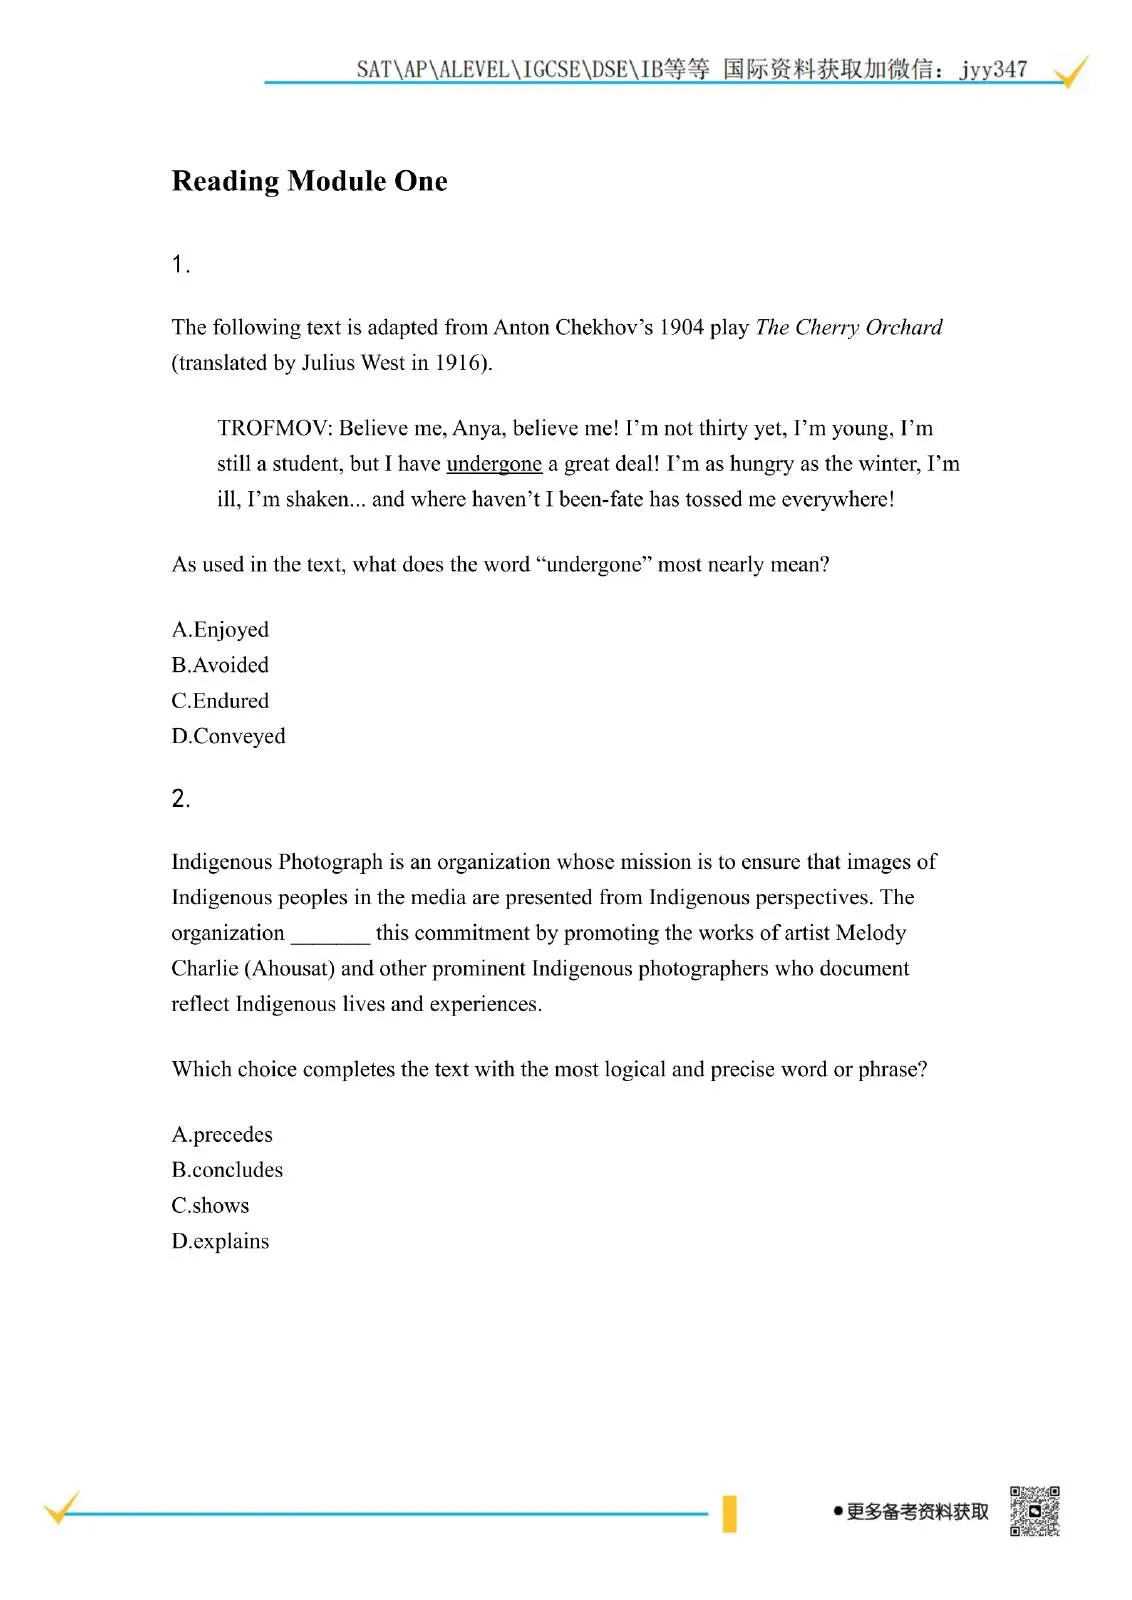 SAT\AP\ALEVEL\IGCSE\DSE\IB等等 国际资料获取加微信：jyy347
Reading Module One
1.
The following text is adapted from Anton Chekhov’s 1904 play The Cherry Orchard
(translated by Julius West in 1916).
TROFMOV: Believe me, Anya, believe me! I’m not thirty yet, I’m young, I’m
still a student, but I have undergone a great deal! I’m as hungry as the winter, I’m
ill, I’m shaken... and where haven’t I been-fate has tossed me everywhere!
As used in the text, what does the word “undergone” most nearly mean?
A.Enjoyed
B.Avoided
C.Endured
D.Conveyed
2.
Indigenous Photograph is an organization whose mission is to ensure that images of
Indigenous peoples in the media are presented from Indigenous perspectives. The
organization _______ this commitment by promoting the works of artist Melody
Charlie (Ahousat) and other prominent Indigenous photographers who document
reflect Indigenous lives and experiences.
Which choice completes the text with the most logical and precise word or phrase?
A.precedes
B.concludes
C.shows
D.explains
●更多备考资料获取